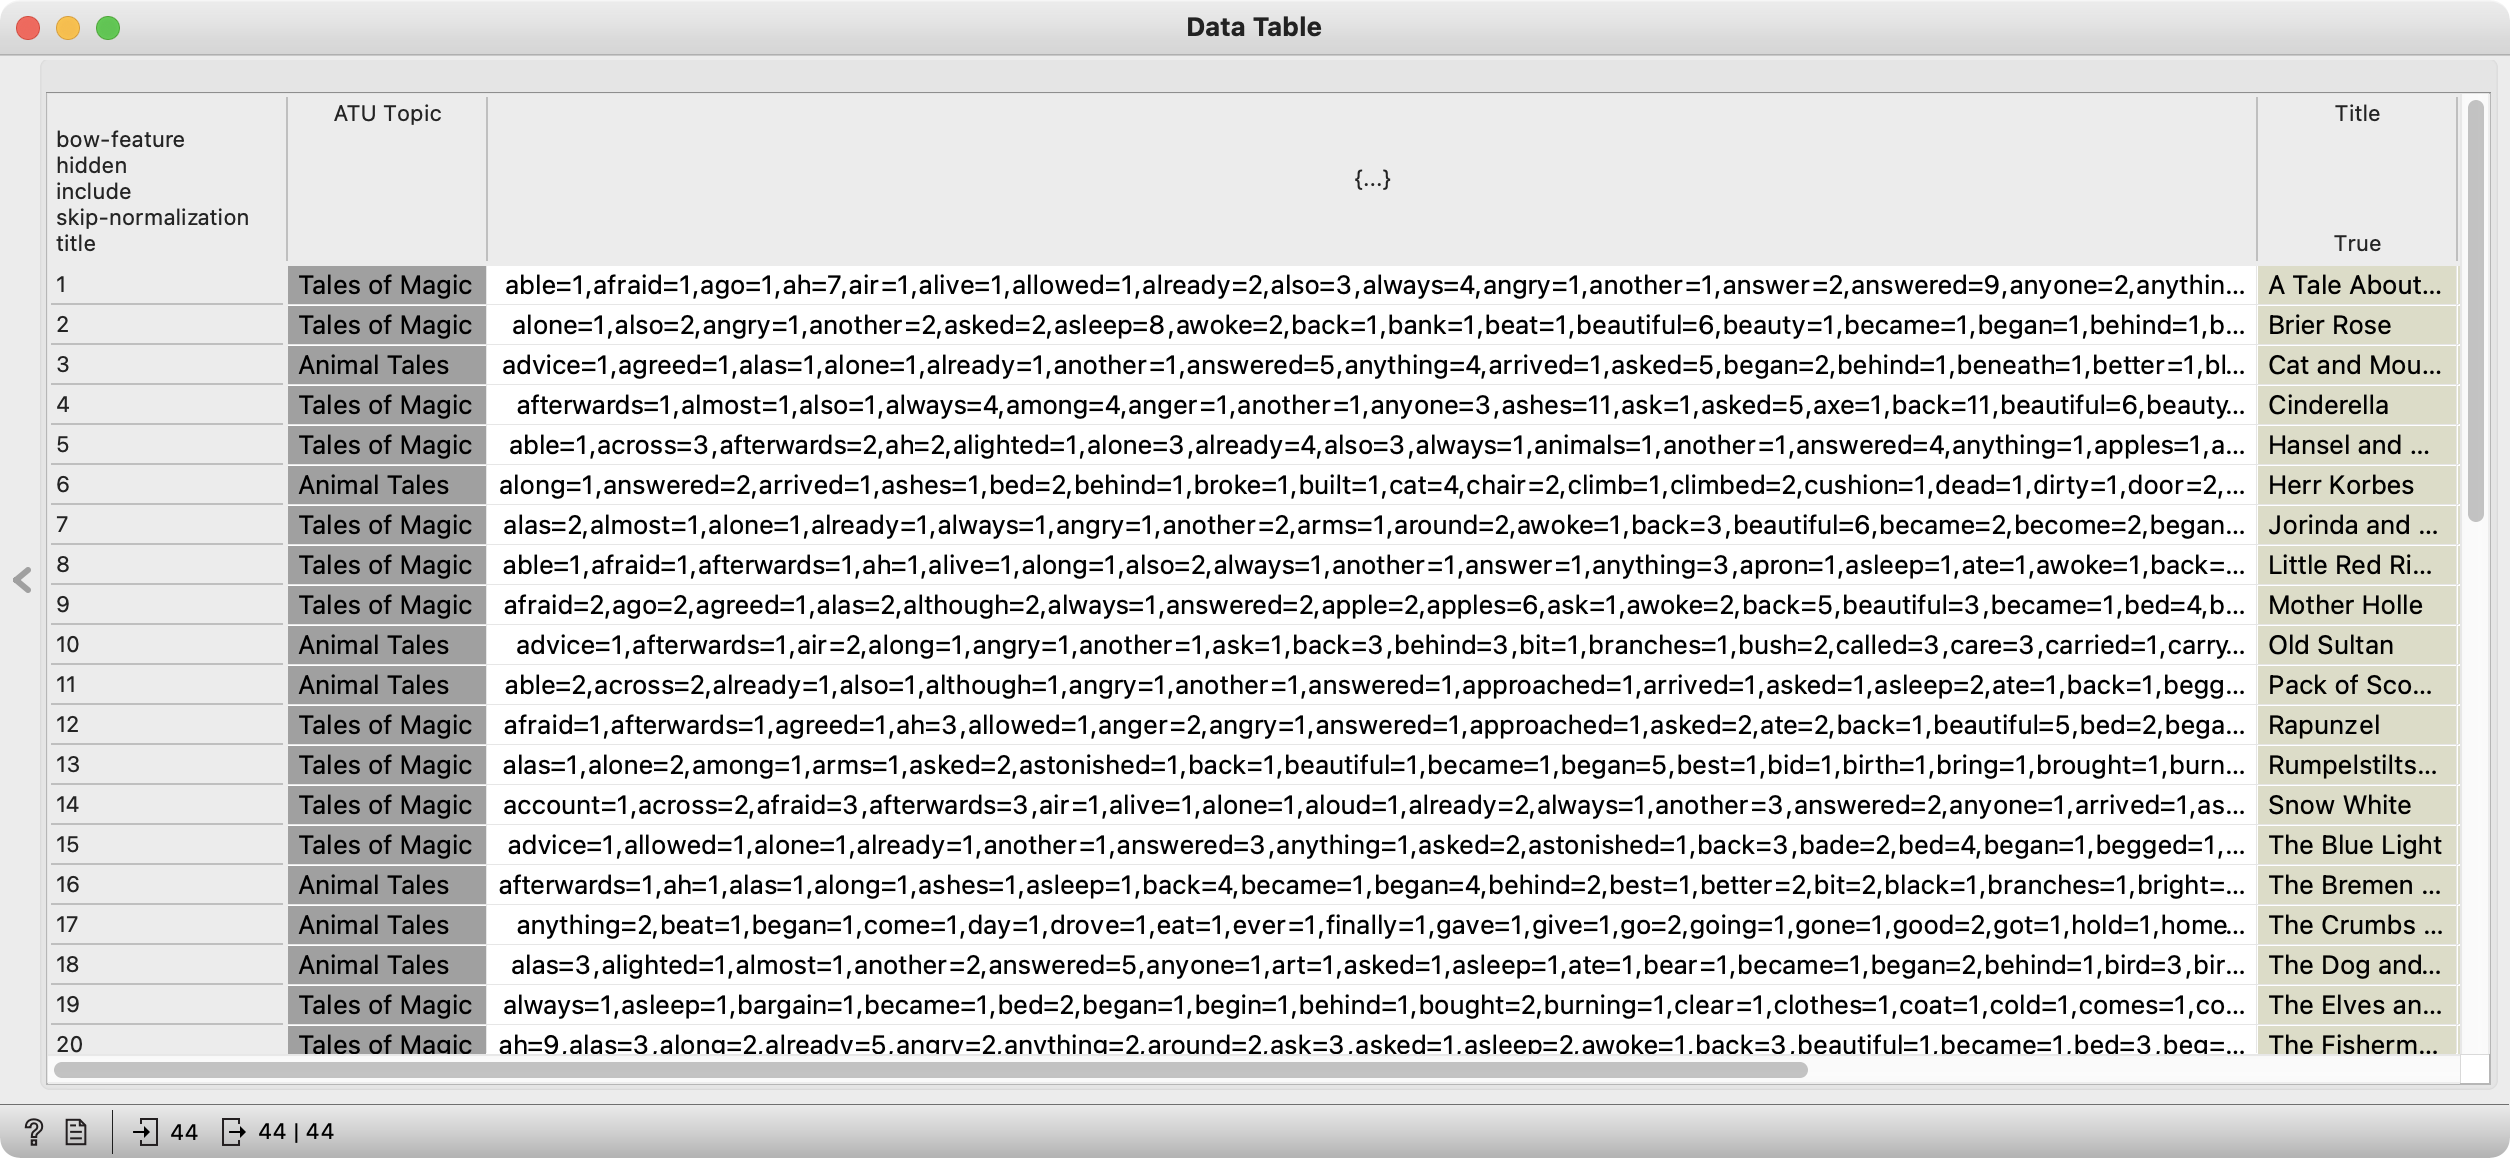 Data Table
ATU Topic {...} Title
bow-feature
hidden
include
skip-normalization
title True
1 Tales of Magic able=1,afraid=1,ago=1,ah=7,air=1,alive=1,allowed=1,already=2,also=3,always=4,angry=1,another=1,answer=2,answered=9,anyone=2,anythin... A Tale About...
2 Tales of Magic alone=1,also=2,angry=1,another=2,asked=2,asleep=8,awoke=2,back=1,bank=1,beat=1,beautiful=6,beauty=1,became=1,began=1,behind=1,b... Brier Rose
3 Animal Tales advice=1,agreed=1,alas=1,alone=1,already=1,another=1,answered=5,anything=4,arrived=1,asked=5,began=2,behind=1,beneath=1,better=1,bl... Cat and Mou...
4 Tales of Magic afterwards=1,almost=1,also=1,always=4,among=4,anger=1,another=1,anyone=3,ashes=11,ask=1,asked=5,axe=1,back=11,beautiful=6,beauty... Cinderella
5 Tales of Magic able=1,across=3,afterwards=2,ah=2,alighted=1,alone=3,already=4,also=3,always=1,animals=1,another=1,answered=4,anything=1,apples=1,a... Hansel and ...
6 Animal Tales along=1,answered=2,arrived=1,ashes=1,bed=2,behind=1,broke=1,built=1,cat=4,chair=2,climb=1,climbed=2,cushion=1,dead=1,dirty=1,door=2,... Herr Korbes
7 Tales of Magic alas=2,almost=1,alone=1,already=1,always=1,angry=1,another=2,arms=1,around=2,awoke=1,back=3,beautiful=6,became=2,become=2,began... Jorinda and ...
8 Tales of Magic able=1,afraid=1,afterwards=1,ah=1,alive=1,along=1,also=2,always=1,another=1,answer=1,anything=3,apron=1,asleep=1,ate=1,awoke=1,back=... Little Red Ri...
9 Tales of Magic afraid=2,ago=2,agreed=1,alas=2,although=2,always=1,answered=2,apple=2,apples=6,ask=1,awoke=2,back=5,beautiful=3,became=1,bed=4,b... Mother Holle
10 Animal Tales advice=1,afterwards=1,air=2,along=1,angry=1,another=1,ask=1,back=3,behind=3,bit=1,branches=1,bush=2,called=3,care=3,carried=1,carry... Old Sultan
11 Animal Tales able=2,across=2,already=1,also=1,although=1,angry=1,another=1,answered=1,approached=1,arrived=1,asked=1,asleep=2,ate=1,back=1,begg... Pack of Sco...
12 Tales of Magic afraid=1,afterwards=1,agreed=1,ah=3,allowed=1,anger=2,angry=1,answered=1,approached=1,asked=2,ate=2,back=1,beautiful=5,bed=2,bega... Rapunzel
13 Tales of Magic alas=1,alone=2,among=1,arms=1,asked=2,astonished=1,back=1,beautiful=1,became=1,began=5,best=1,bid=1,birth=1,bring=1,brought=1,burn... Rumpelstilts...
14 Tales of Magic account=1,across=2,afraid=3,afterwards=3,air=1,alive=1,alone=1,aloud=1,already=2,always=1,another=3,answered=2,anyone=1,arrived=1,as... Snow White
15 Tales of Magic advice=1,allowed=1,alone=1,already=1,another=1,answered=3,anything=1,asked=2,astonished=1,back=3,bade=2,bed=4,began=1,begged=1,... The Blue Light
16 Animal Tales afterwards=1,ah=1,alas=1,along=1,ashes=1,asleep=1,back=4,became=1,began=4,behind=2,best=1,better=2,bit=2,black=1,branches=1,bright=... The Bremen ...
17 Animal Tales anything=2,beat=1,began=1,come=1,day=1,drove=1,eat=1,ever=1,finally=1,gave=1,give=1,go=2,going=1,gone=1,good=2,got=1,hold=1,home... The Crumbs ...
18 Animal Tales alas=3,alighted=1,almost=1,another=2,answered=5,anyone=1,art=1,asked=1,asleep=1,ate=1,bear=1,became=1,began=2,behind=1,bird=3,bir... The Dog and...
19 Tales of Magic always=1,asleep=1,bargain=1,became=1,bed=2,began=1,begin=1,behind=1,bought=2,burning=1,clear=1,clothes=1,coat=1,cold=1,comes=1,co... The Elves an...
20 Tales of Magic ah=9,alas=3,along=2,already=5,angry=2,anything=2,around=2,ask=3,asked=1,asleep=2,awoke=1,back=3,beautiful=1,became=1,bed=3,beg=... The Fisherm...
? 44 44 | 44